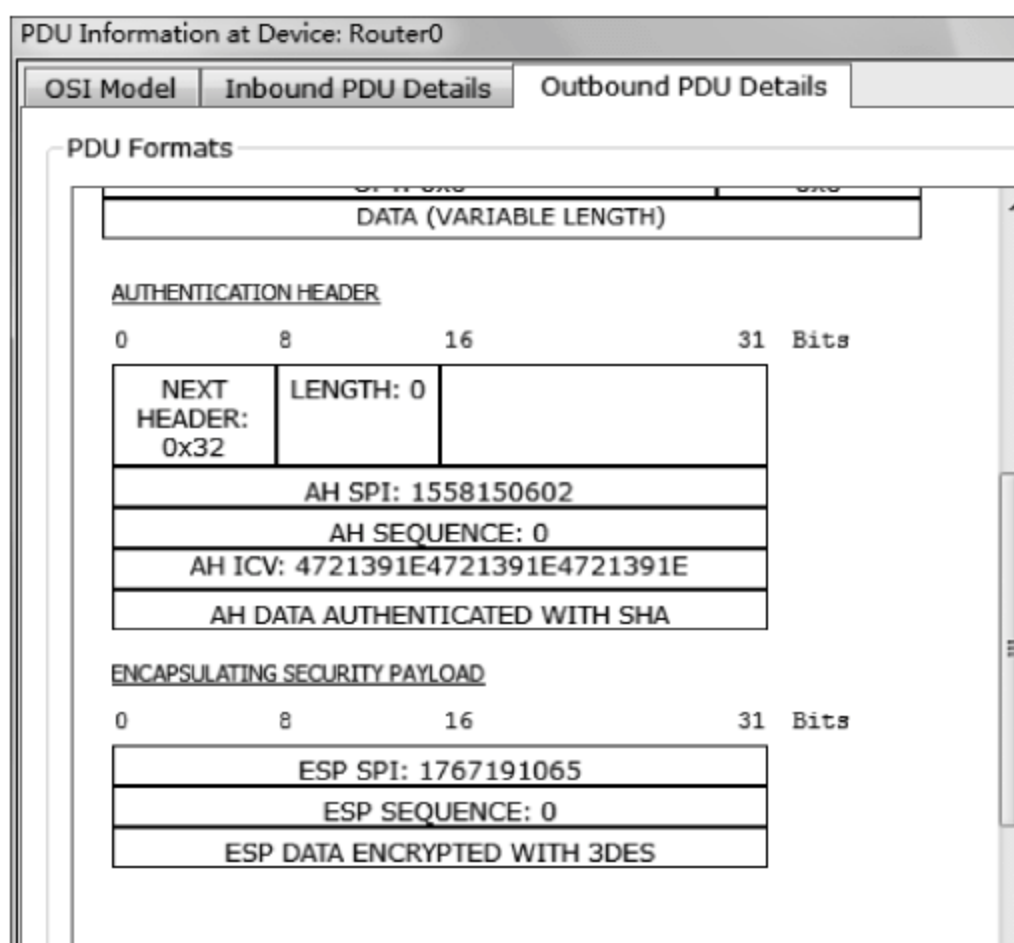 PDU Information at Device: Router0
OSI Model Inbound PDU Details Outbound PDU Details
PDU Formats
DATA (VARIABLE LENGTH)
AUTHENTICATION HEADER
0 8 16 31 Bits
NEXT
HEADER:
0x32
LENGTH: 0
AH SPI: 1558150602
AH SEQUENCE: 0
AH ICV: 4721391E4721391E4721391E
AH DATA AUTHENTICATED WITH SHA
ENCAPSULATING SECURITY PAYLOAD
0 8 16 31 Bits
ESP SPI: 1767191065
ESP SEQUENCE: 0
ESP DATA ENCRYPTED WITH 3DES